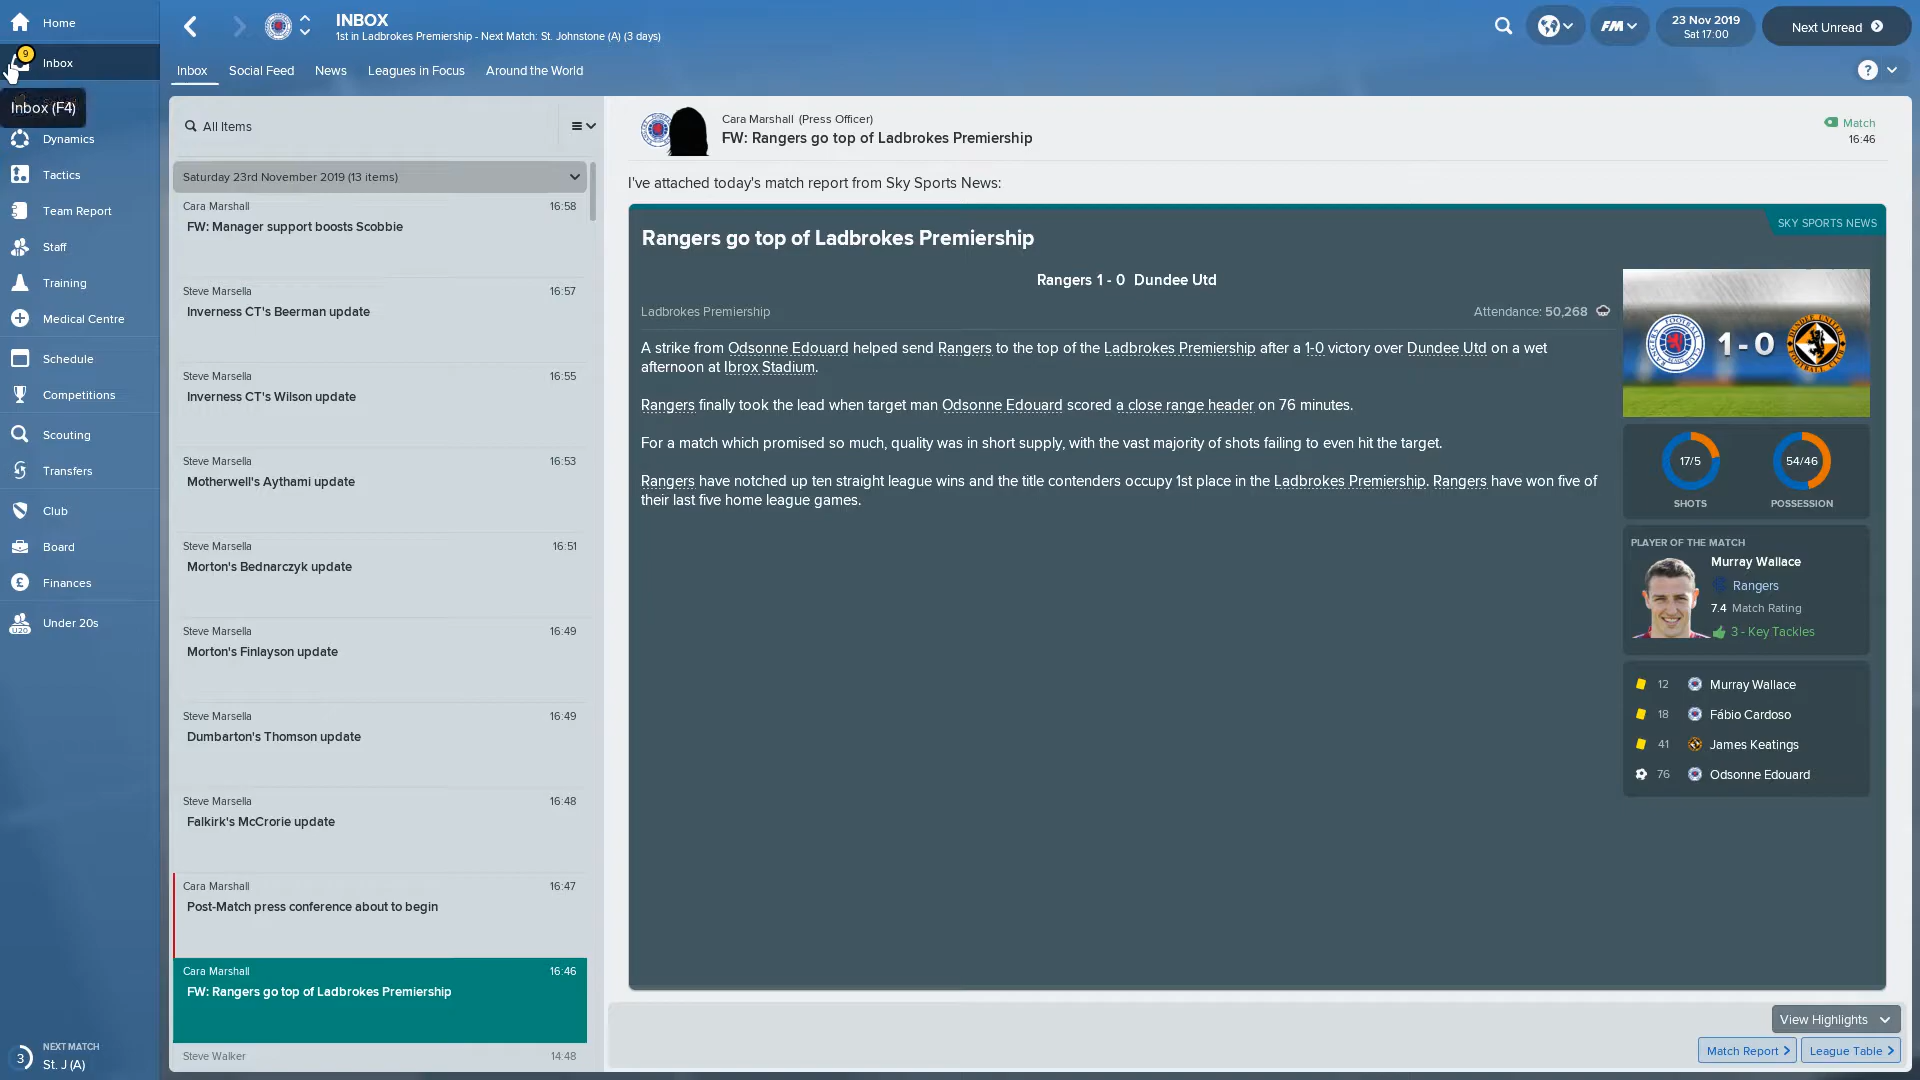 Home
9
Inbox
Inbox (F4)
Dynamics
Tactics
Team Report
Staff
Training
Medical Centre
Schedule
Competitions
Scouting
Transfers
Club
Board
Finances
U20
Under 20s
3
NEXT MATCH
St. J (A)
INBOX
1st in Ladbrokes Premiership - Next Match: St. Johnstone (A) (3 days)
FM
23 Nov 2019
Sat 17:00
Next Unread
Inbox Social Feed News Leagues in Focus Around the World
?
All Items
Saturday 23rd November 2019 (13 items)
Cara Marshall 16:58
FW: Manager support boosts Scobbie
Steve Marsella 16:57
Inverness CT's Beerman update
Steve Marsella 16:55
Inverness CT's Wilson update
Steve Marsella 16:53
Motherwell's Aythami update
Steve Marsella 16:51
Morton's Bednarczyk update
Steve Marsella 16:49
Morton's Finlayson update
Steve Marsella 16:49
Dumbarton's Thomson update
Steve Marsella 16:48
Falkirk's McCrorie update
Cara Marshall 16:47
Post-Match press conference about to begin
Cara Marshall 16:46
FW: Rangers go top of Ladbrokes Premiership
Steve Walker 14:48
Cara Marshall (Press Officer)
FW: Rangers go top of Ladbrokes Premiership
Match
16:46
I've attached today's match report from Sky Sports News:
SKY SPORTS NEWS
Rangers go top of Ladbrokes Premiership
Rangers 1 - 0 Dundee Utd
Ladbrokes Premiership Attendance: 50,268
A strike from Odsonne Edouard helped send Rangers to the top of the Ladbrokes Premiership after a 1-0 victory over Dundee Utd on a wet
afternoon at Ibrox Stadium.
Rangers finally took the lead when target man Odsonne Edouard scored a close range header on 76 minutes.
For a match which promised so much, quality was in short supply, with the vast majority of shots failing to even hit the target.
Rangers have notched up ten straight league wins and the title contenders occupy 1st place in the Ladbrokes Premiership. Rangers have won five of
their last five home league games.
1 - 0
17/5 54/46
SHOTS POSSESSION
PLAYER OF THE MATCH
Murray Wallace
Rangers
7.4 Match Rating
3 - Key Tackles
12 Murray Wallace
18 Fábio Cardoso
41 James Keatings
76 Odsonne Edouard
View Highlights
Match Report League Table